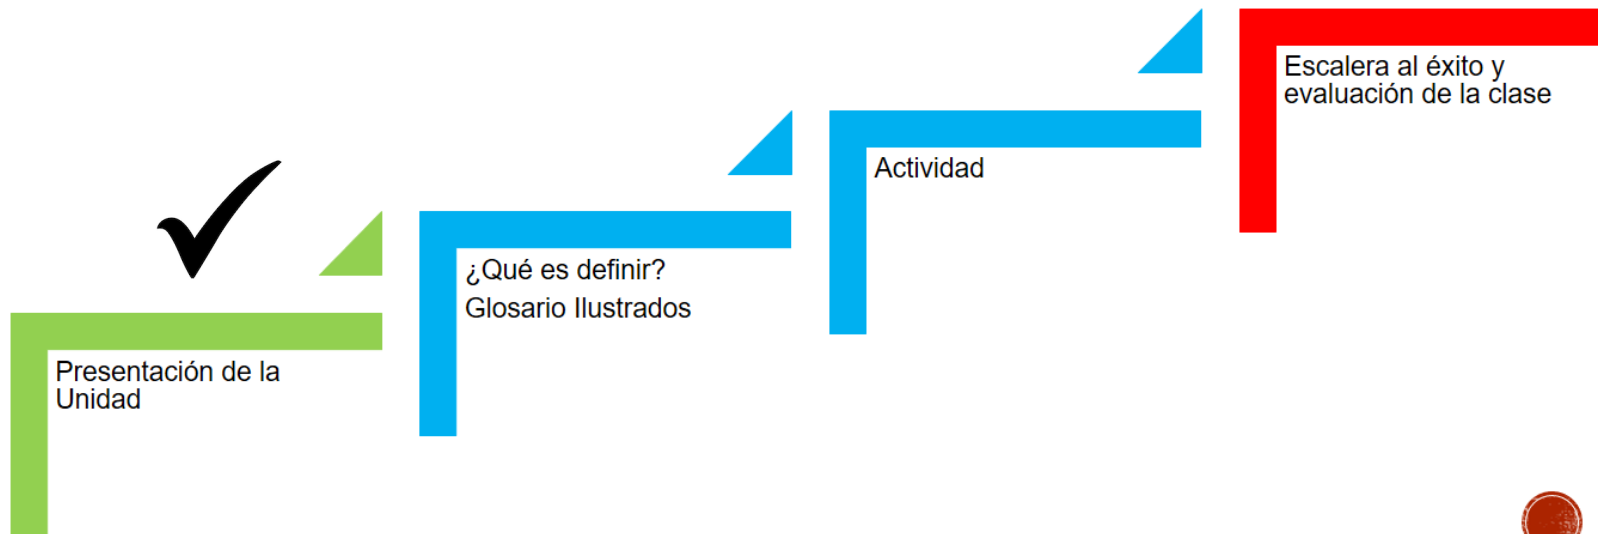 Presentación de la
Unidad
¿Qué es definir?
Glosario Ilustrados
Actividad
Escalera al éxito y
evaluación de la clase